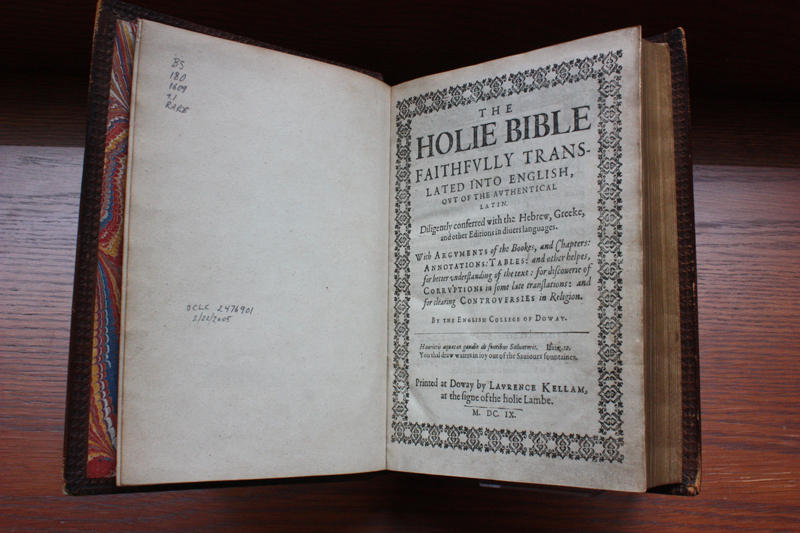 BS
180
1609
v.1
RARE
OCLC 2476901
2/22/2005
THE
HOLIE BIBLE
FAITHFVLLY TRANS-
LATED INTO ENGLISH,
OVT OF THE AVTHENTICAL
LATIN.
Diligently conferred with the Hebrew, Greeke,
and other Editions in diuers languages.
With ARGVMENTS of the Bookes, and Chapters:
ANNOTATIONS: TABLES: and other helpes,
for better vnderstanding of the text: for discouerie of
CORRVPTIONS in some late translations: and
for clearing CONTROVERSIES in Religion.
BY THE ENGLISH COLLEGE OF DOWAY.
Haurietis aquas in gaudio de fontibus Saluatoris. Isaiæ.12.
You shal draw waters in ioy out of the Sauiours fountaines.
Printed at Doway by LAVRENCE KELLAM,
at the signe of the holie Lambe.
M. DC. IX.